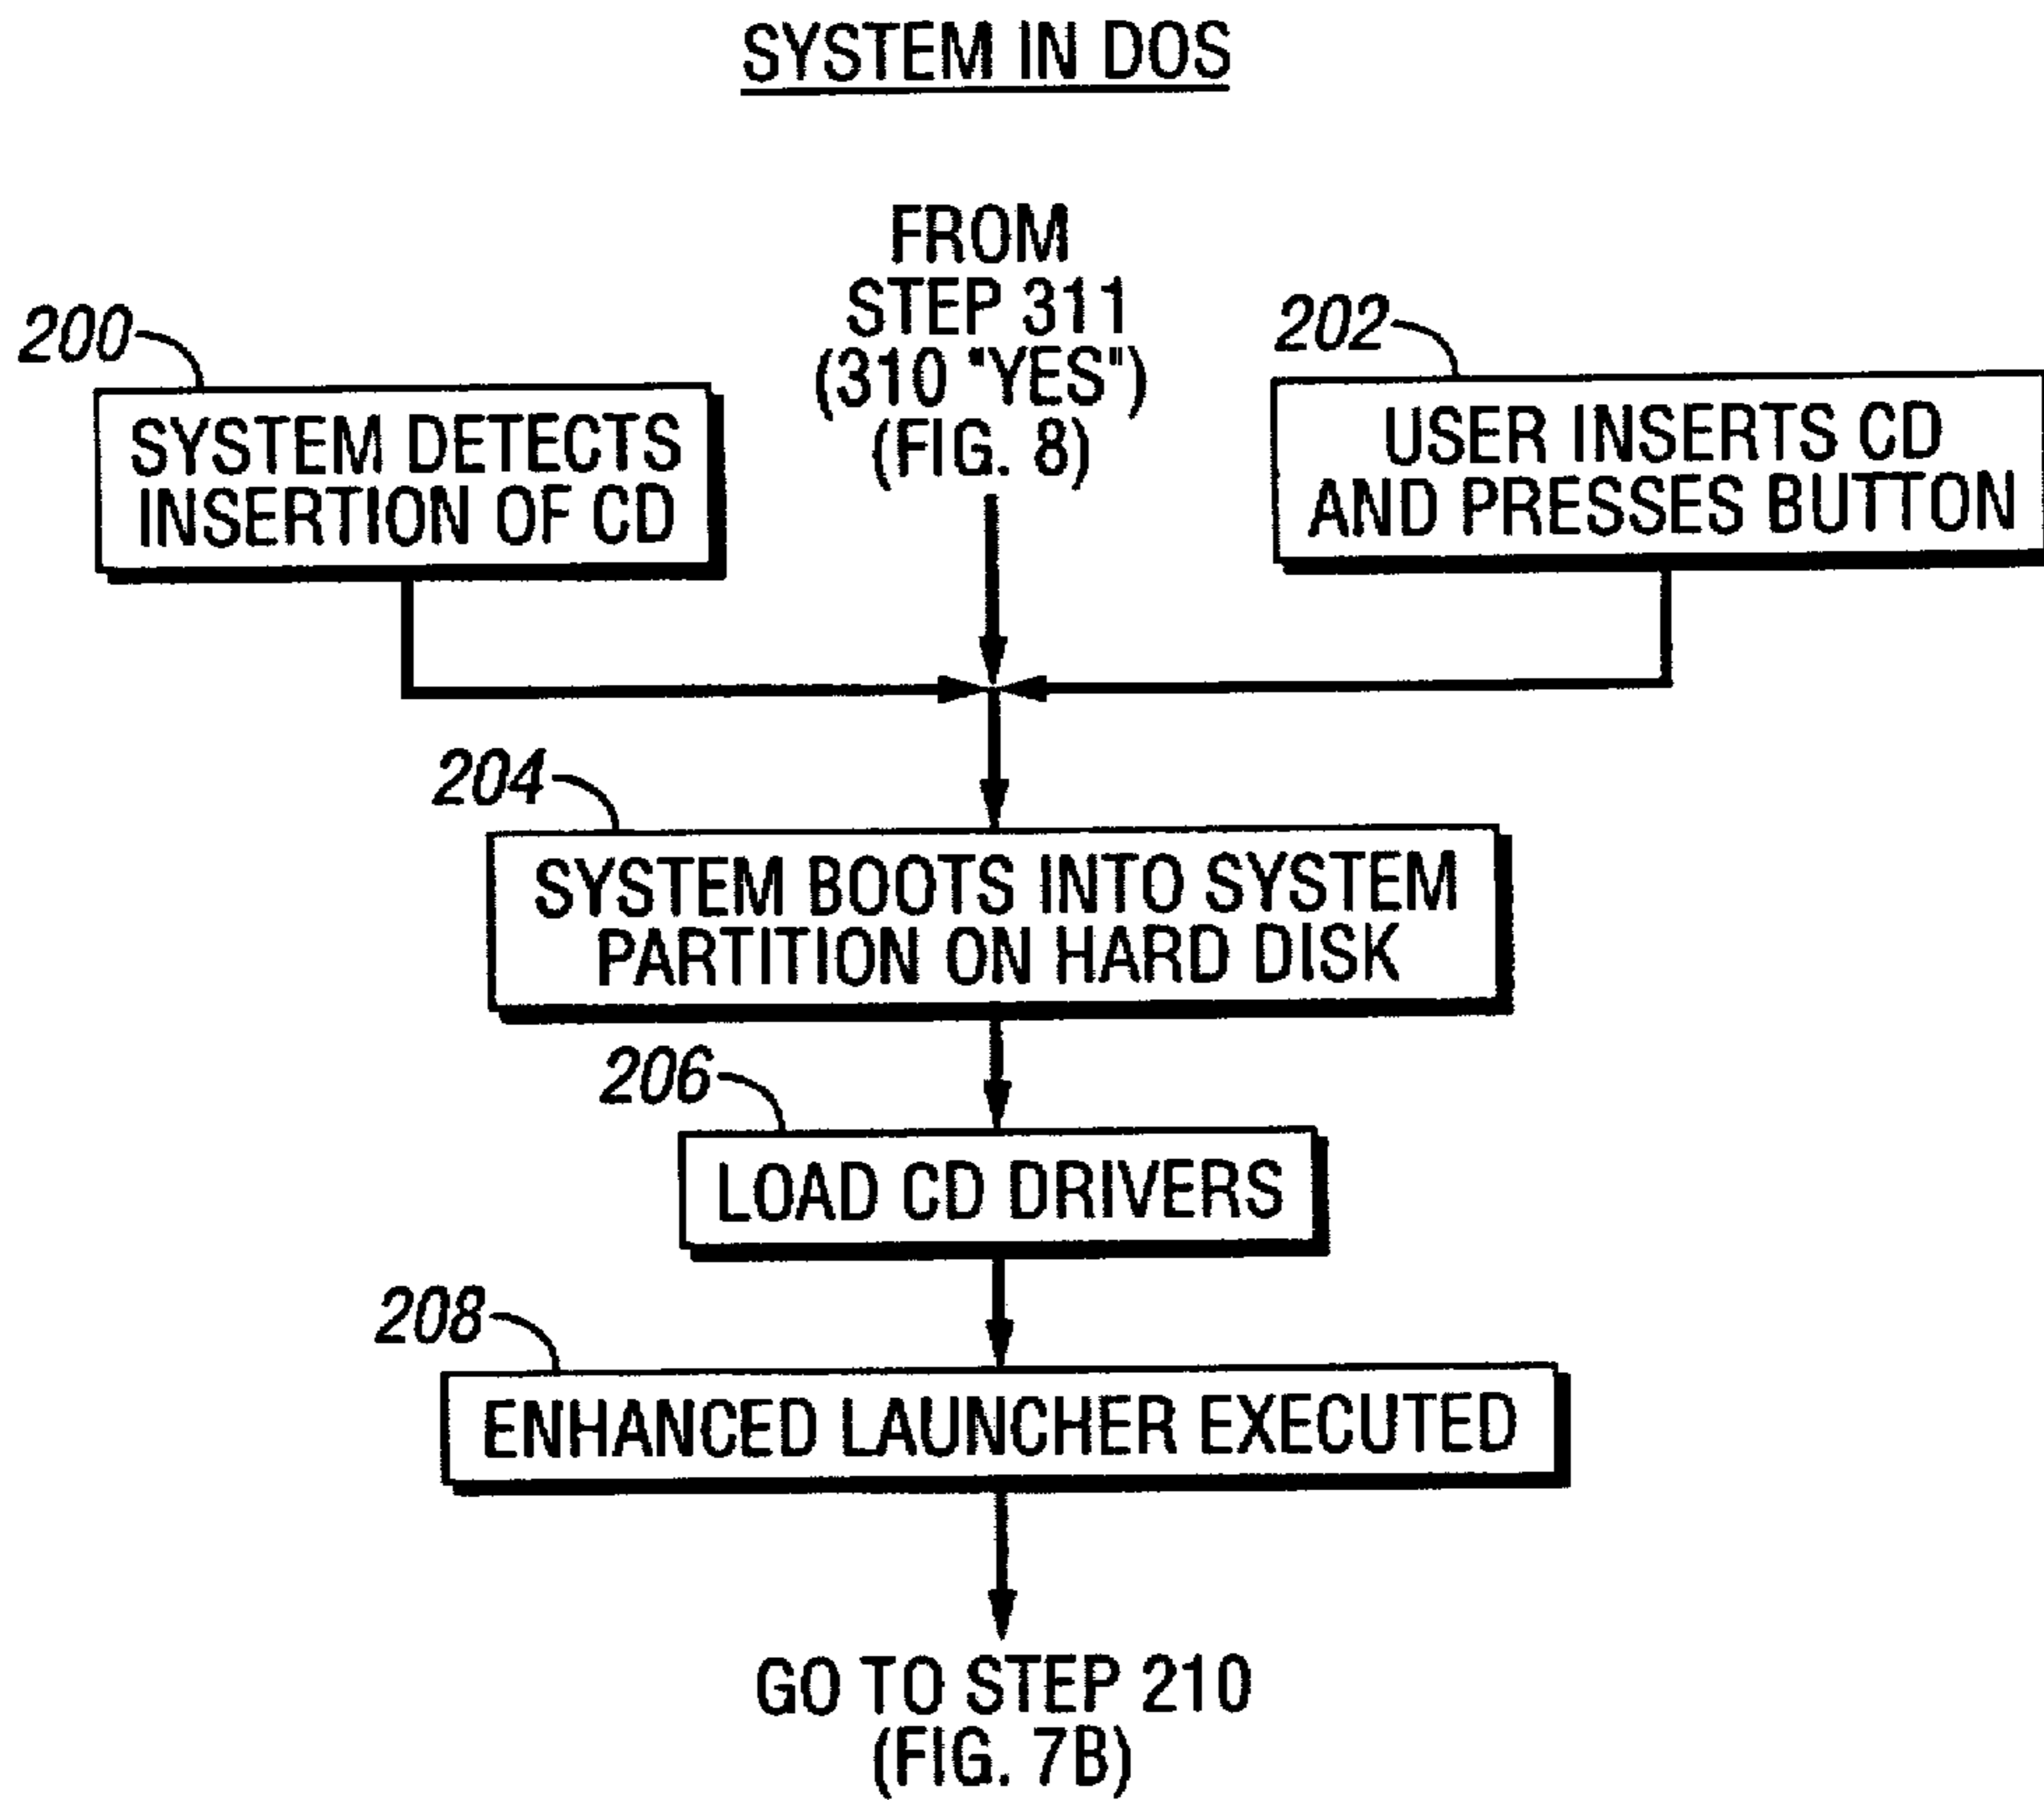 SYSTEM IN DOS
FROM
STEP 311
(310 "YES")
(FIG. 8)
200
SYSTEM DETECTS
INSERTION OF CD
202
USER INSERTS CD
AND PRESSES BUTTON
204
SYSTEM BOOTS INTO SYSTEM
PARTITION ON HARD DISK
206
LOAD CD DRIVERS
208
ENHANCED LAUNCHER EXECUTED
GO TO STEP 210
(FIG. 7B)